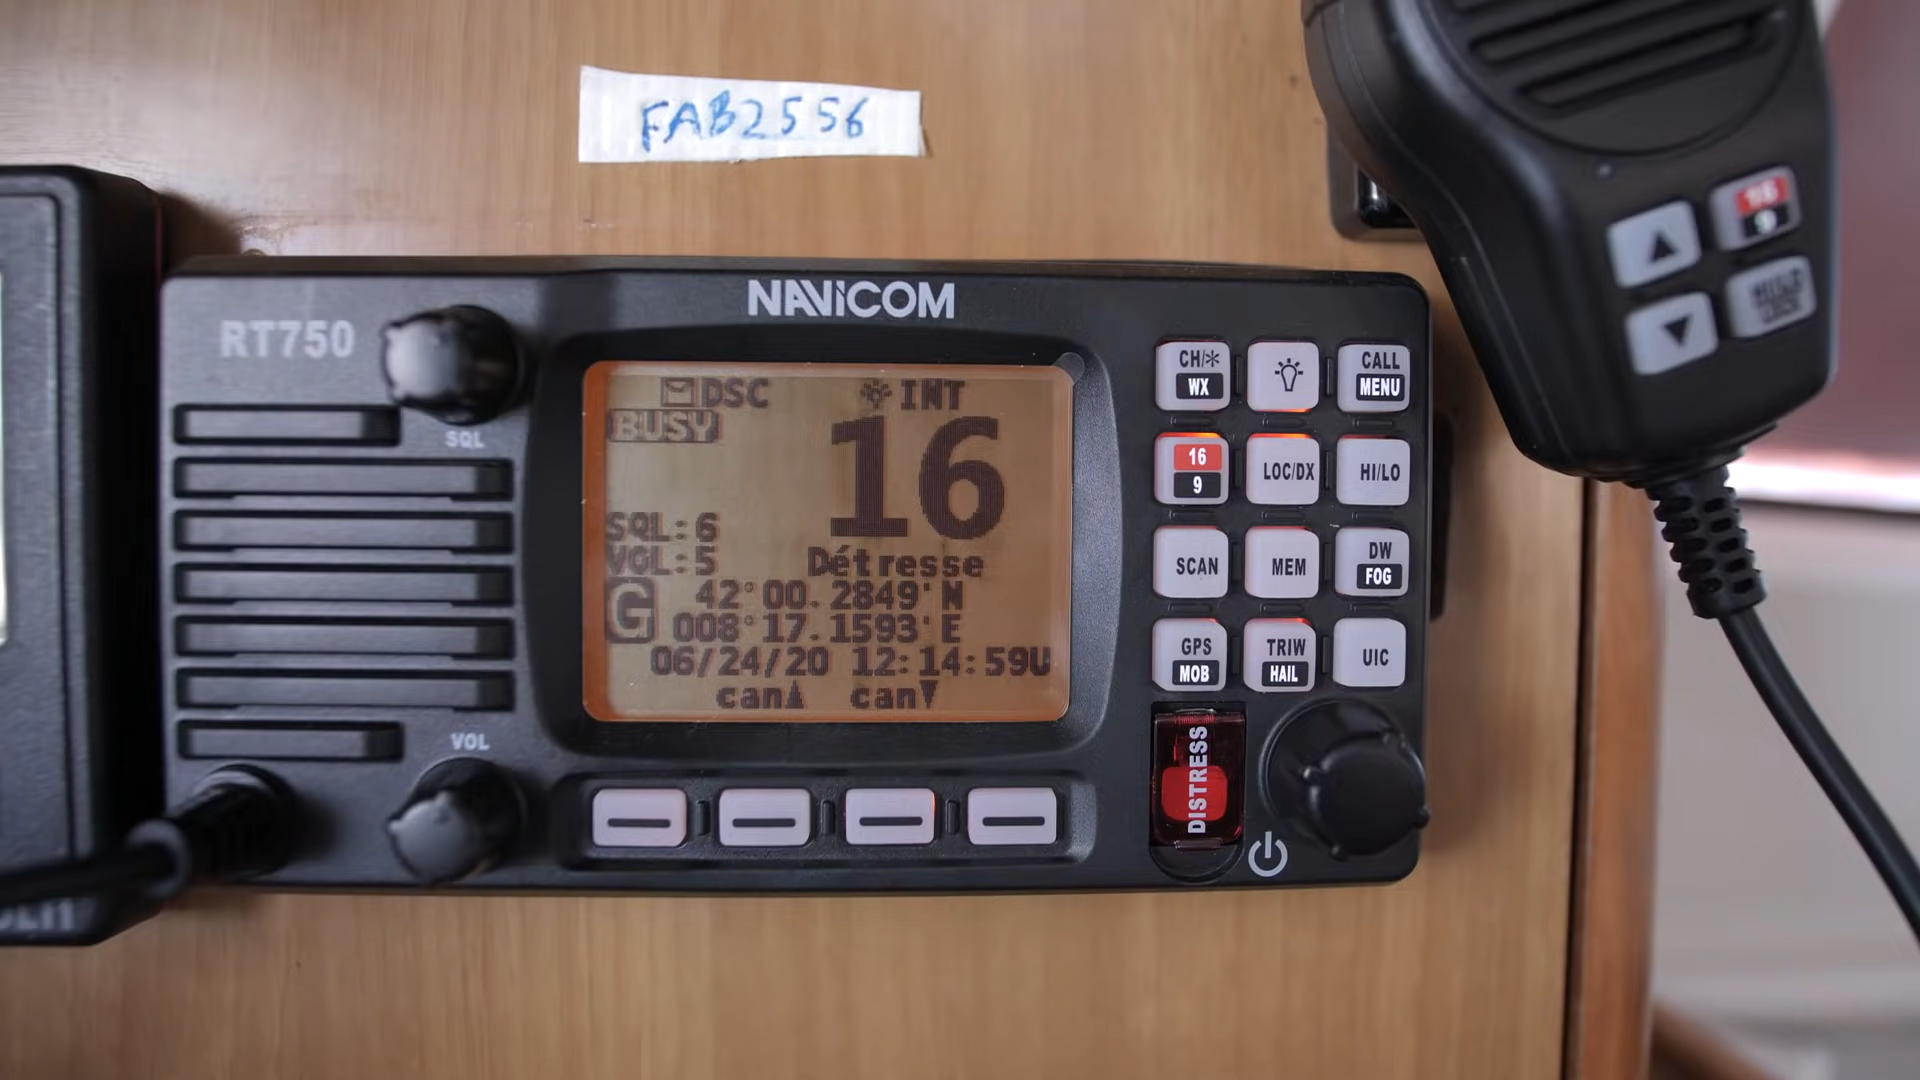 FAB2556
NAVICOM
RT750
SQL
VOL
DSC INT
BUSY
16
SQL:6
VOL:5
Détresse
G
42°00.2849'N
008°17.1593'E
06/24/20 12:14:59U
can▲ can▼
CH/* WX
CALL MENU
16 9
LOC/DX
HI/LO
SCAN
MEM
DW FOG
GPS MOB
TRIW HAIL
UIC
DISTRESS
16 9